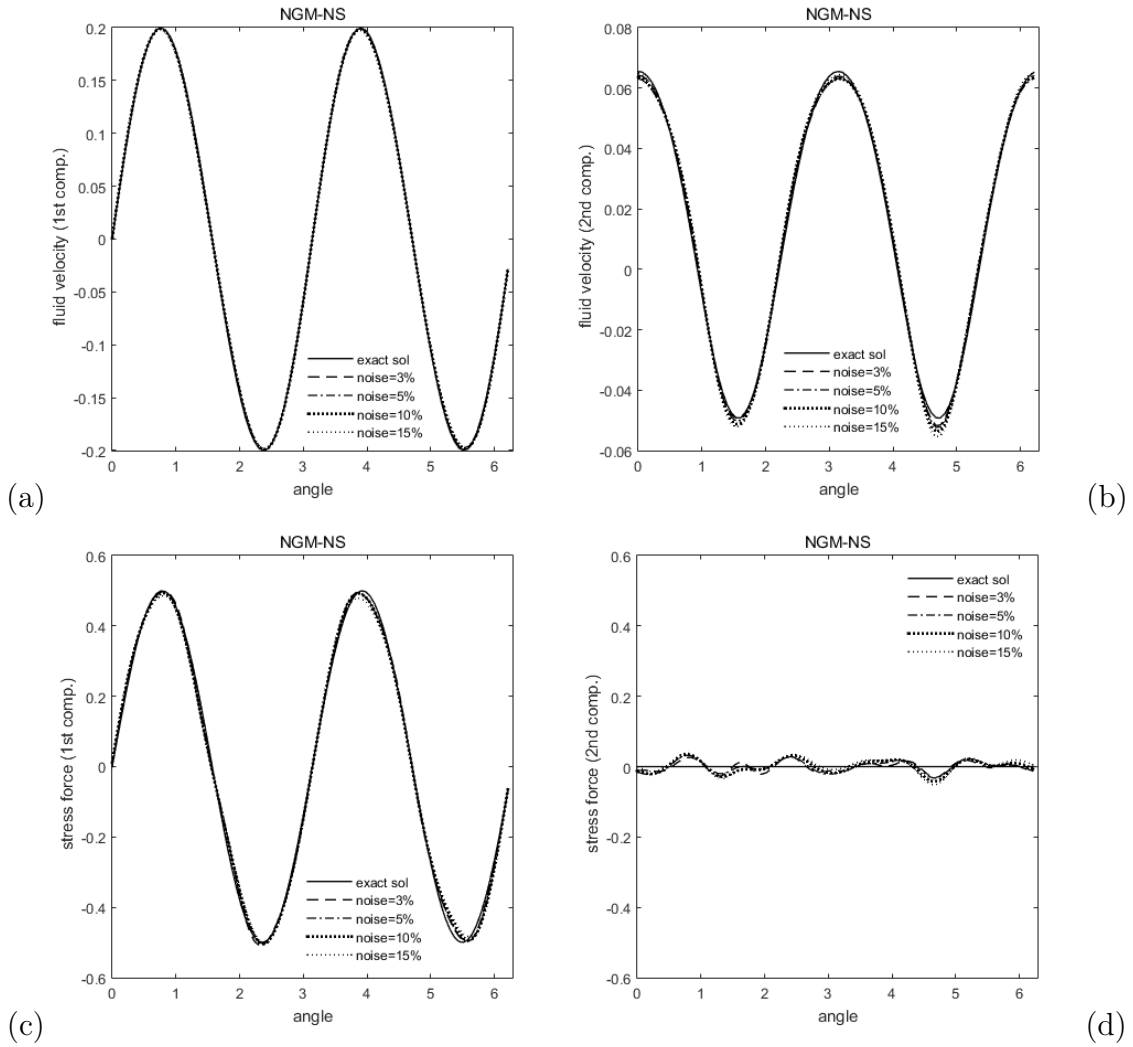 NGM-NS
0.2
0.15
0.1
0.05
0
-0.05
-0.1
-0.15
-0.2
fluid velocity (1st comp.)
exact sol
noise=3%
noise=5%
noise=10%
noise=15%
0 1 2 3 4 5 6
angle
(a)
NGM-NS
0.08
0.06
0.04
0.02
0
-0.02
-0.04
-0.06
fluid velocity (2nd comp.)
exact sol
noise=3%
noise=5%
noise=10%
noise=15%
0 1 2 3 4 5 6
angle
(b)
NGM-NS
0.6
0.4
0.2
0
-0.2
-0.4
-0.6
stress force (1st comp.)
exact sol
noise=3%
noise=5%
noise=10%
noise=15%
0 1 2 3 4 5 6
angle
(c)
NGM-NS
0.6
0.4
0.2
0
-0.2
-0.4
-0.6
stress force (2nd comp.)
exact sol
noise=3%
noise=5%
noise=10%
noise=15%
0 1 2 3 4 5 6
angle
(d)